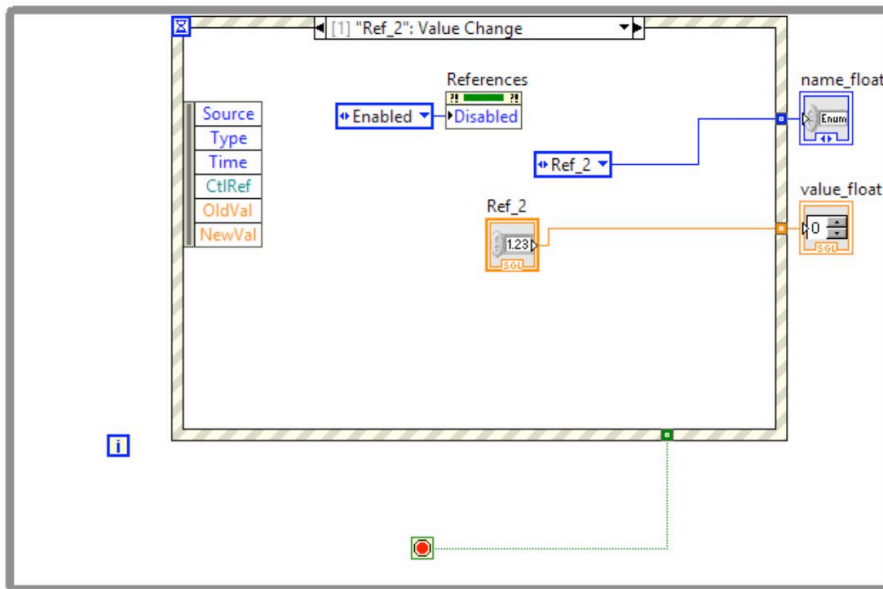 [1] "Ref_2": Value Change
References
?! ?!
Enabled
Disabled
name_float
Enum
Source
Type
Time
CtlRef
OldVal
NewVal
Ref_2
Ref_2
1.23
SGL
value_float
0
SGL
i